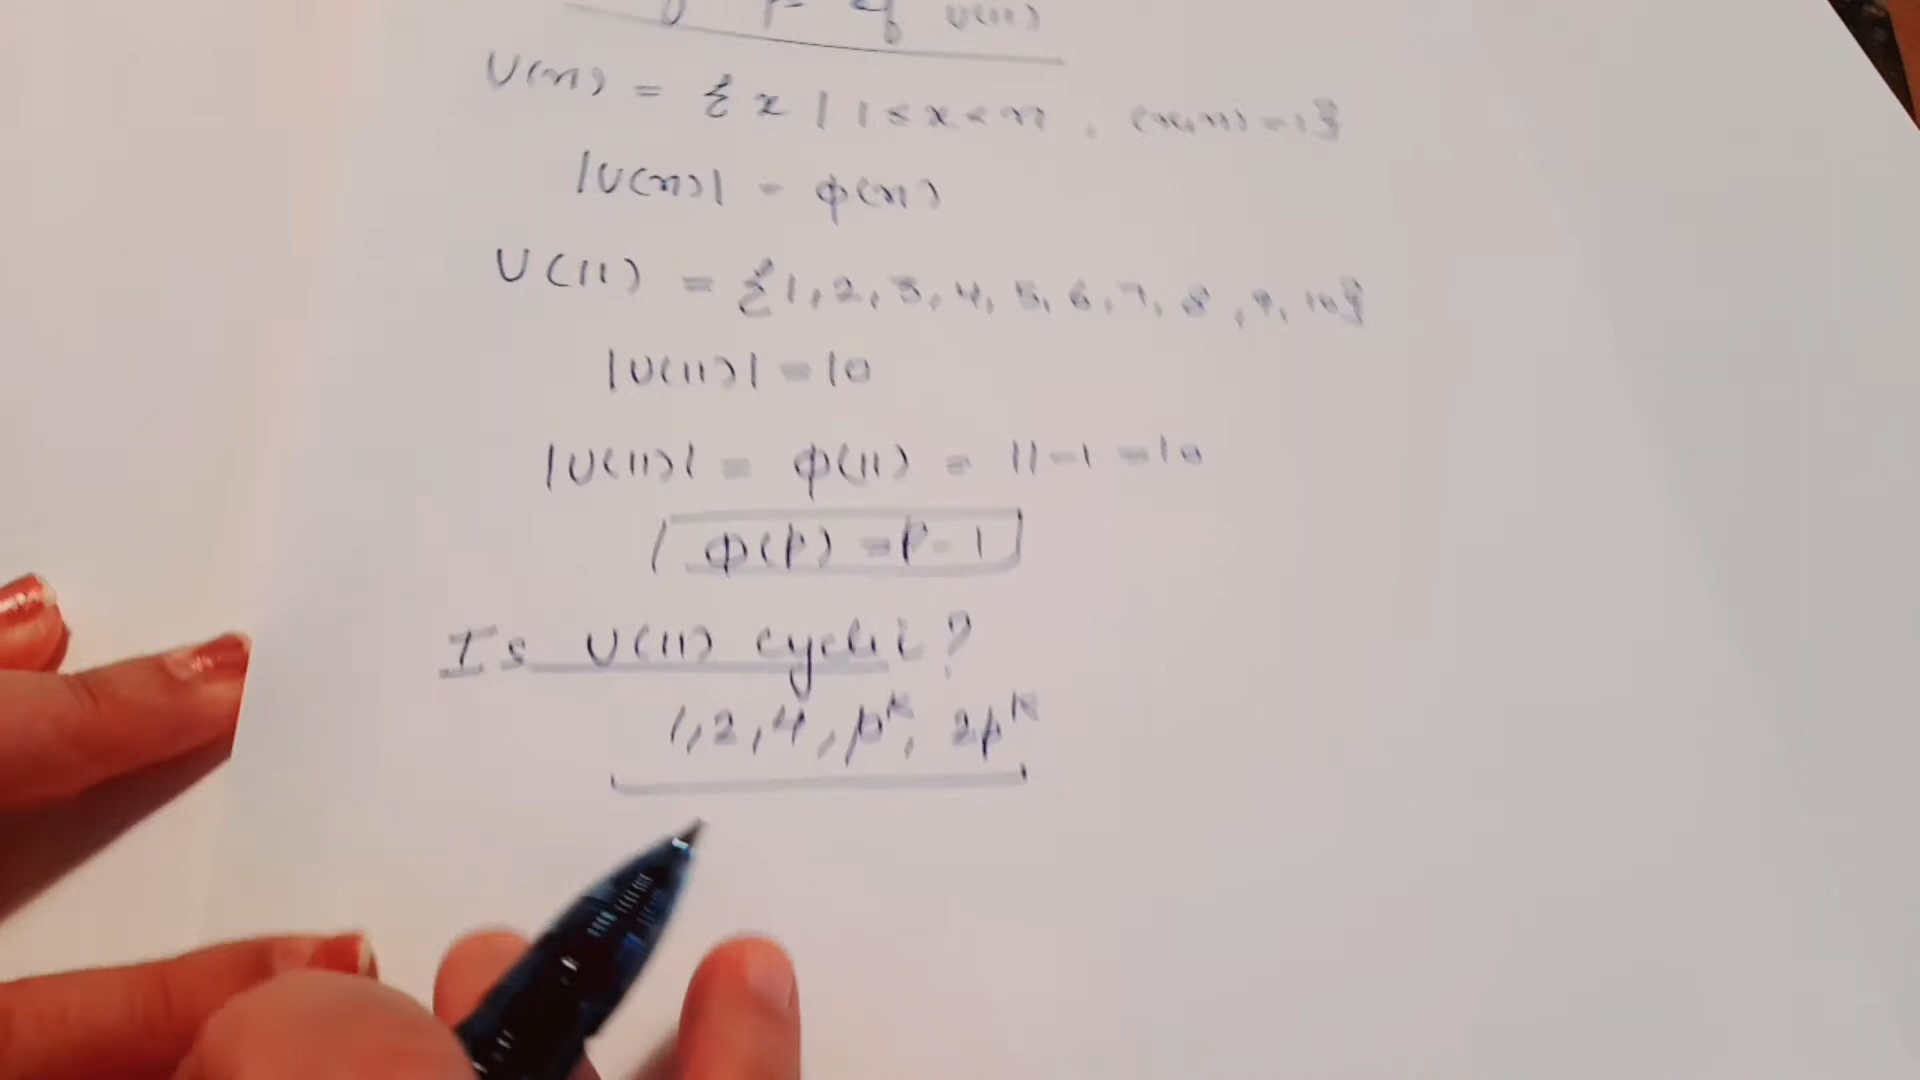 U(11)
U(n) = {x | 1 ≤ x < n, (x,n) = 1}
|U(n)| = φ(n)
U(11) = {1, 2, 3, 4, 5, 6, 7, 8, 9, 10}
|U(11)| = 10
|U(11)| = φ(11) = 11-1 = 10
φ(p) = p-1
Is U(11) cyclic?
1, 2, 4, p^k, 2p^k